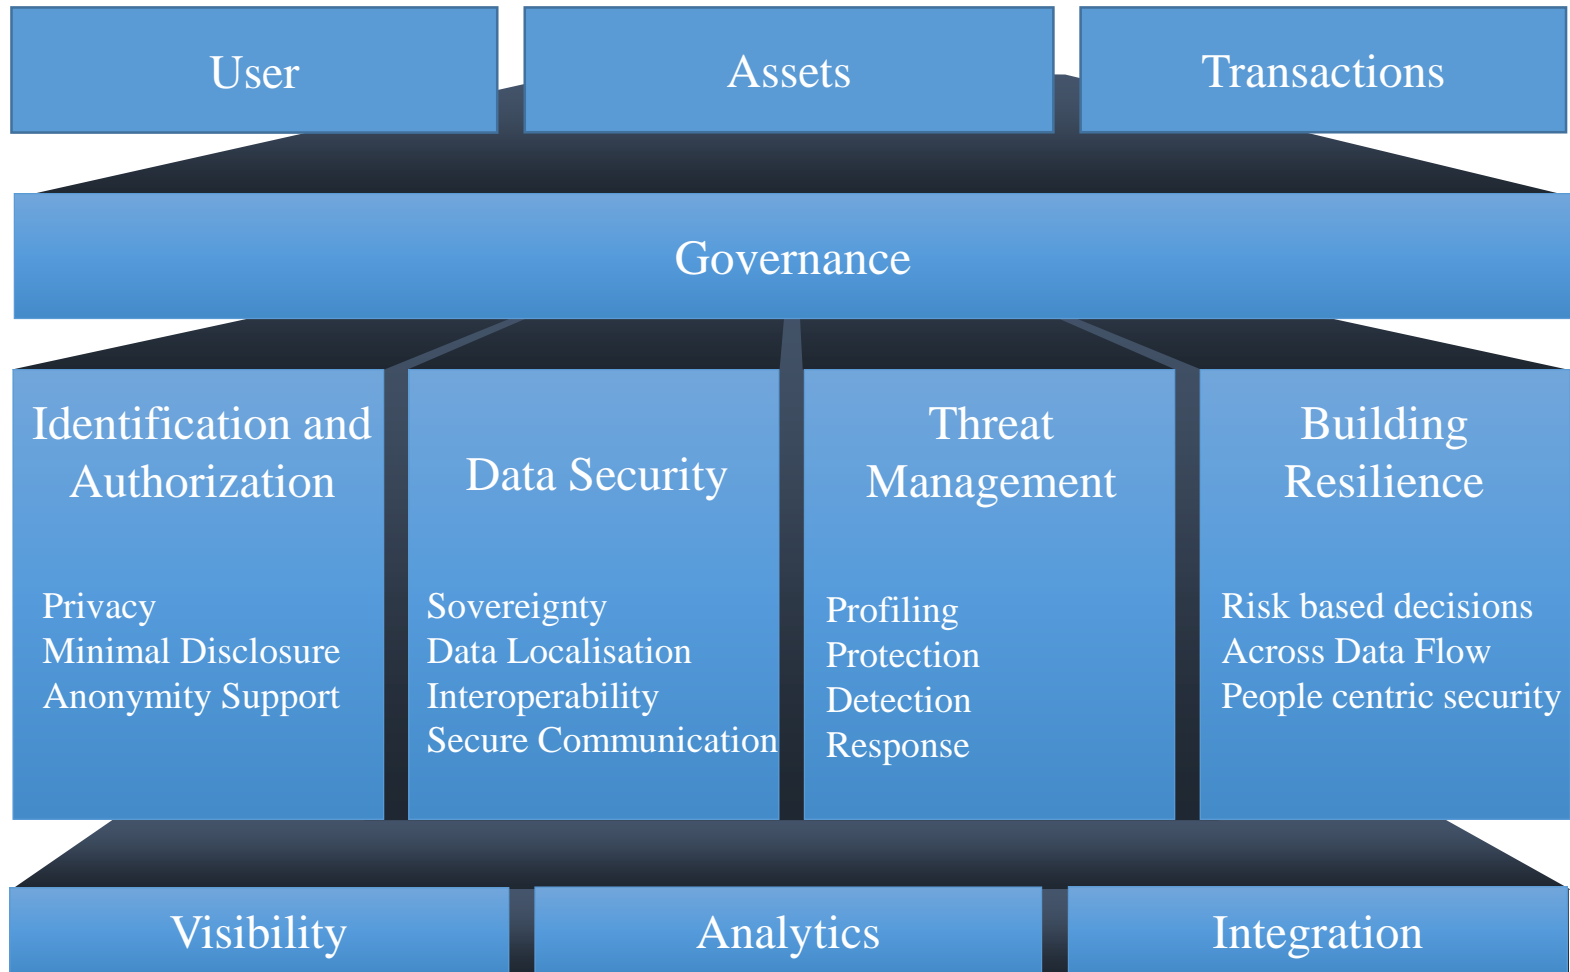 User
Assets
Transactions
Governance
Identification and
Authorization
Privacy
Minimal Disclosure
Anonymity Support
Data Security
Sovereignty
Data Localisation
Interoperability
Secure Communication
Threat
Management
Profiling
Protection
Detection
Response
Building
Resilience
Risk based decisions
Across Data Flow
People centric security
Visibility
Analytics
Integration